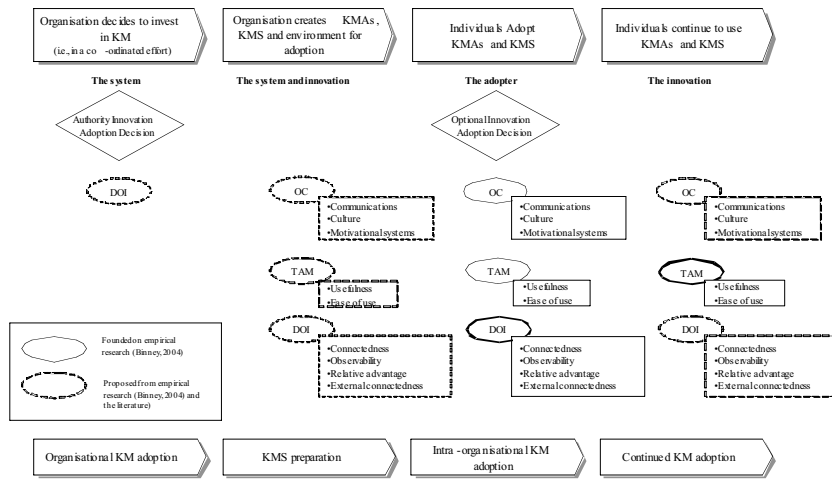 Organisation decides to invest
in KM
(i.e., in a co -ordinated effort)
Organisation creates KMAs,
KMS and environment for
adoption
Individuals Adopt
KMAs and KMS
Individuals continue to use
KMAs and KMS
The system
The system and innovation
The adopter
The innovation
Authority Innovation
Adoption Decision
Optional Innovation
Adoption Decision
DOI
OC
•Communications
•Culture
•Motivational systems
OC
•Communications
•Culture
•Motivational systems
OC
•Communications
•Culture
•Motivational systems
TAM
•Usefulness
•Ease of use
TAM
•Usefulness
•Ease of use
TAM
•Usefulness
•Ease of use
DOI
•Connectedness
•Observability
•Relative advantage
•External connectedness
DOI
•Connectedness
•Observability
•Relative advantage
•External connectedness
DOI
•Connectedness
•Observability
•Relative advantage
•External connectedness
Founded on empirical
research (Binney, 2004)
Proposed from empirical
research (Binney, 2004) and
the literature)
Organisational KM adoption
KMS preparation
Intra -organisational KM
adoption
Continued KM adoption